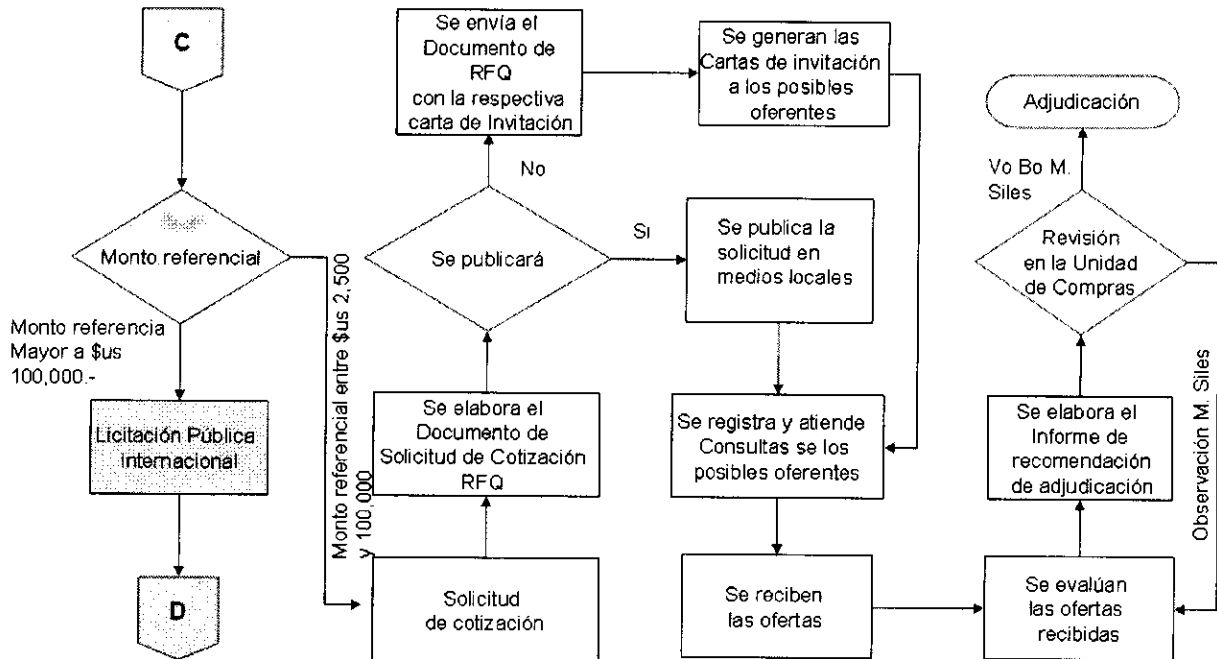 C
Monto referencial
Monto referencia
Mayor a $us
100,000.-
Licitación Pública
Internacional
D
Monto referencial entre $us 2,500
y 100,000
Solicitud
de cotización
Se elabora el
Documento de
Solicitud de Cotización
RFQ
Se publicará
No
Se envía el
Documento de
RFQ
con la respectiva
carta de Invitación
Se generan las
Cartas de invitación
a los posibles
oferentes
Si
Se publica la
solicitud en
medios locales
Se registra y atiende
Consultas se los
posibles oferentes
Se reciben
las ofertas
Se evalúan
las ofertas
recibidas
Se elabora el
Informe de
recomendación
de adjudicación
Revisión
en la Unidad
de Compras
Observación M. Siles
Vo Bo M.
Siles
Adjudicación